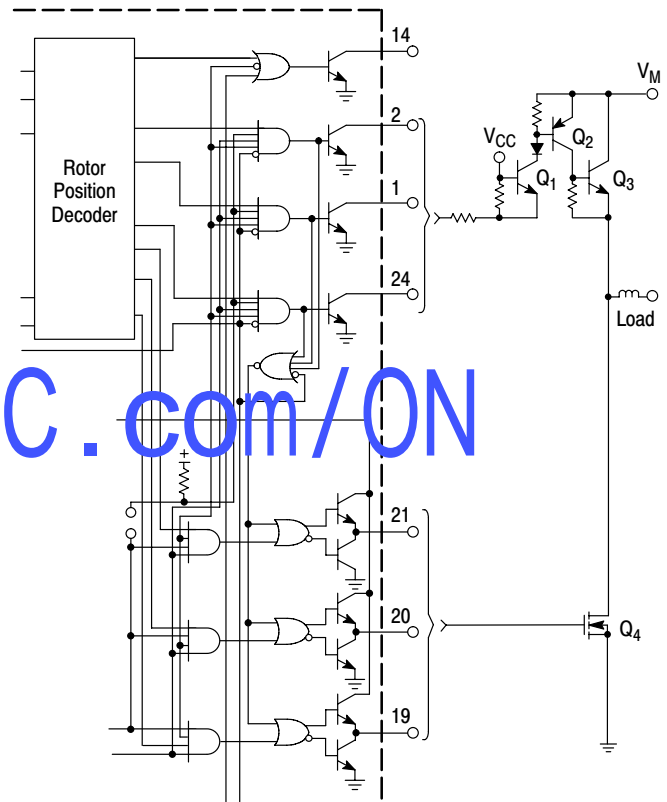 14
V_M
2
V_CC
Q_2
Q_1
Q_3
Rotor
Position
Decoder
1
24
Load
C.com/ON
+
21
20
Q_4
19